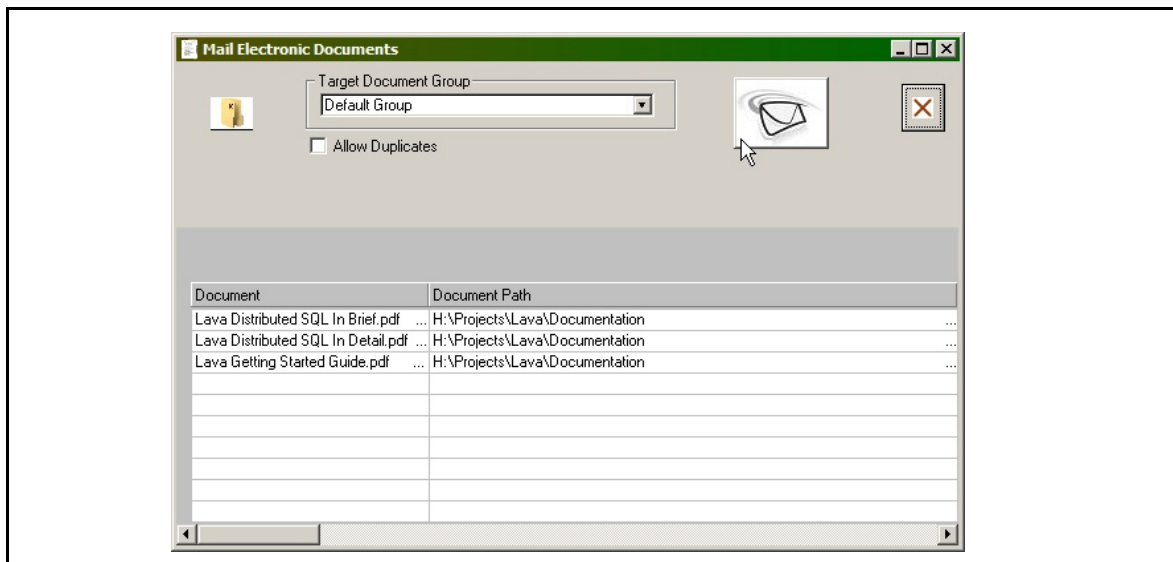 Mail Electronic Documents
Target Document Group
Default Group
Allow Duplicates
Document Document Path
Lava Distributed SQL In Brief.pdf ... H:\Projects\Lava\Documentation ...
Lava Distributed SQL In Detail.pdf ... H:\Projects\Lava\Documentation ...
Lava Getting Started Guide.pdf ... H:\Projects\Lava\Documentation ...